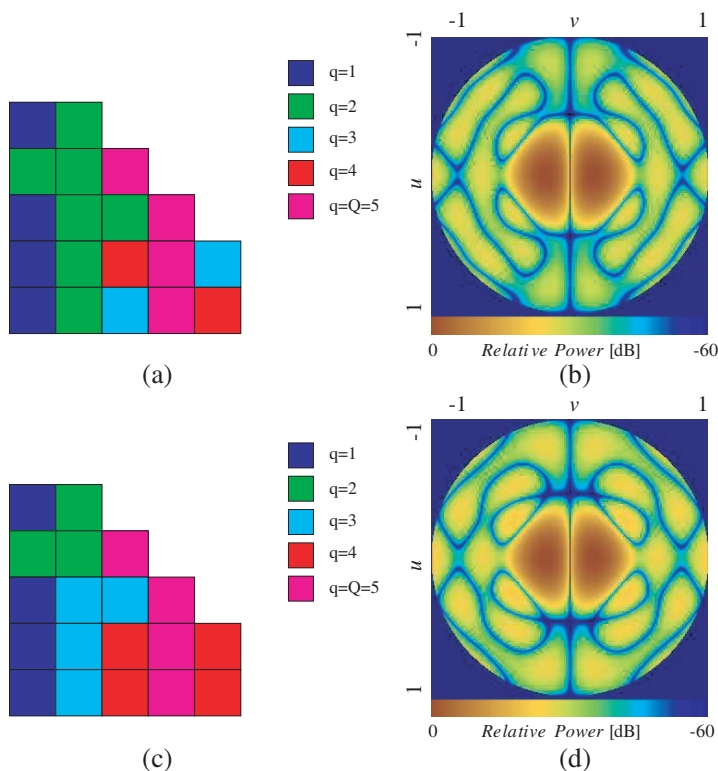 -1 v 1
-1
q=1
q=2
q=3
q=4
q=Q=5
u
1
0 Relative Power [dB] -60
(a) (b)
-1 v 1
-1
q=1
q=2
q=3
q=4
q=Q=5
u
1
0 Relative Power [dB] -60
(c) (d)